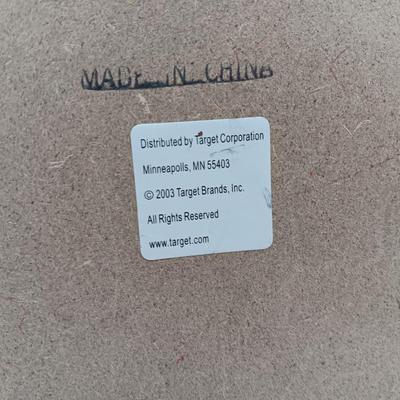 MADE IN CHINA
Distributed by Target Corporation
Minneapolis, MN 55403
© 2003 Target Brands, Inc.
All Rights Reserved
www.target.com